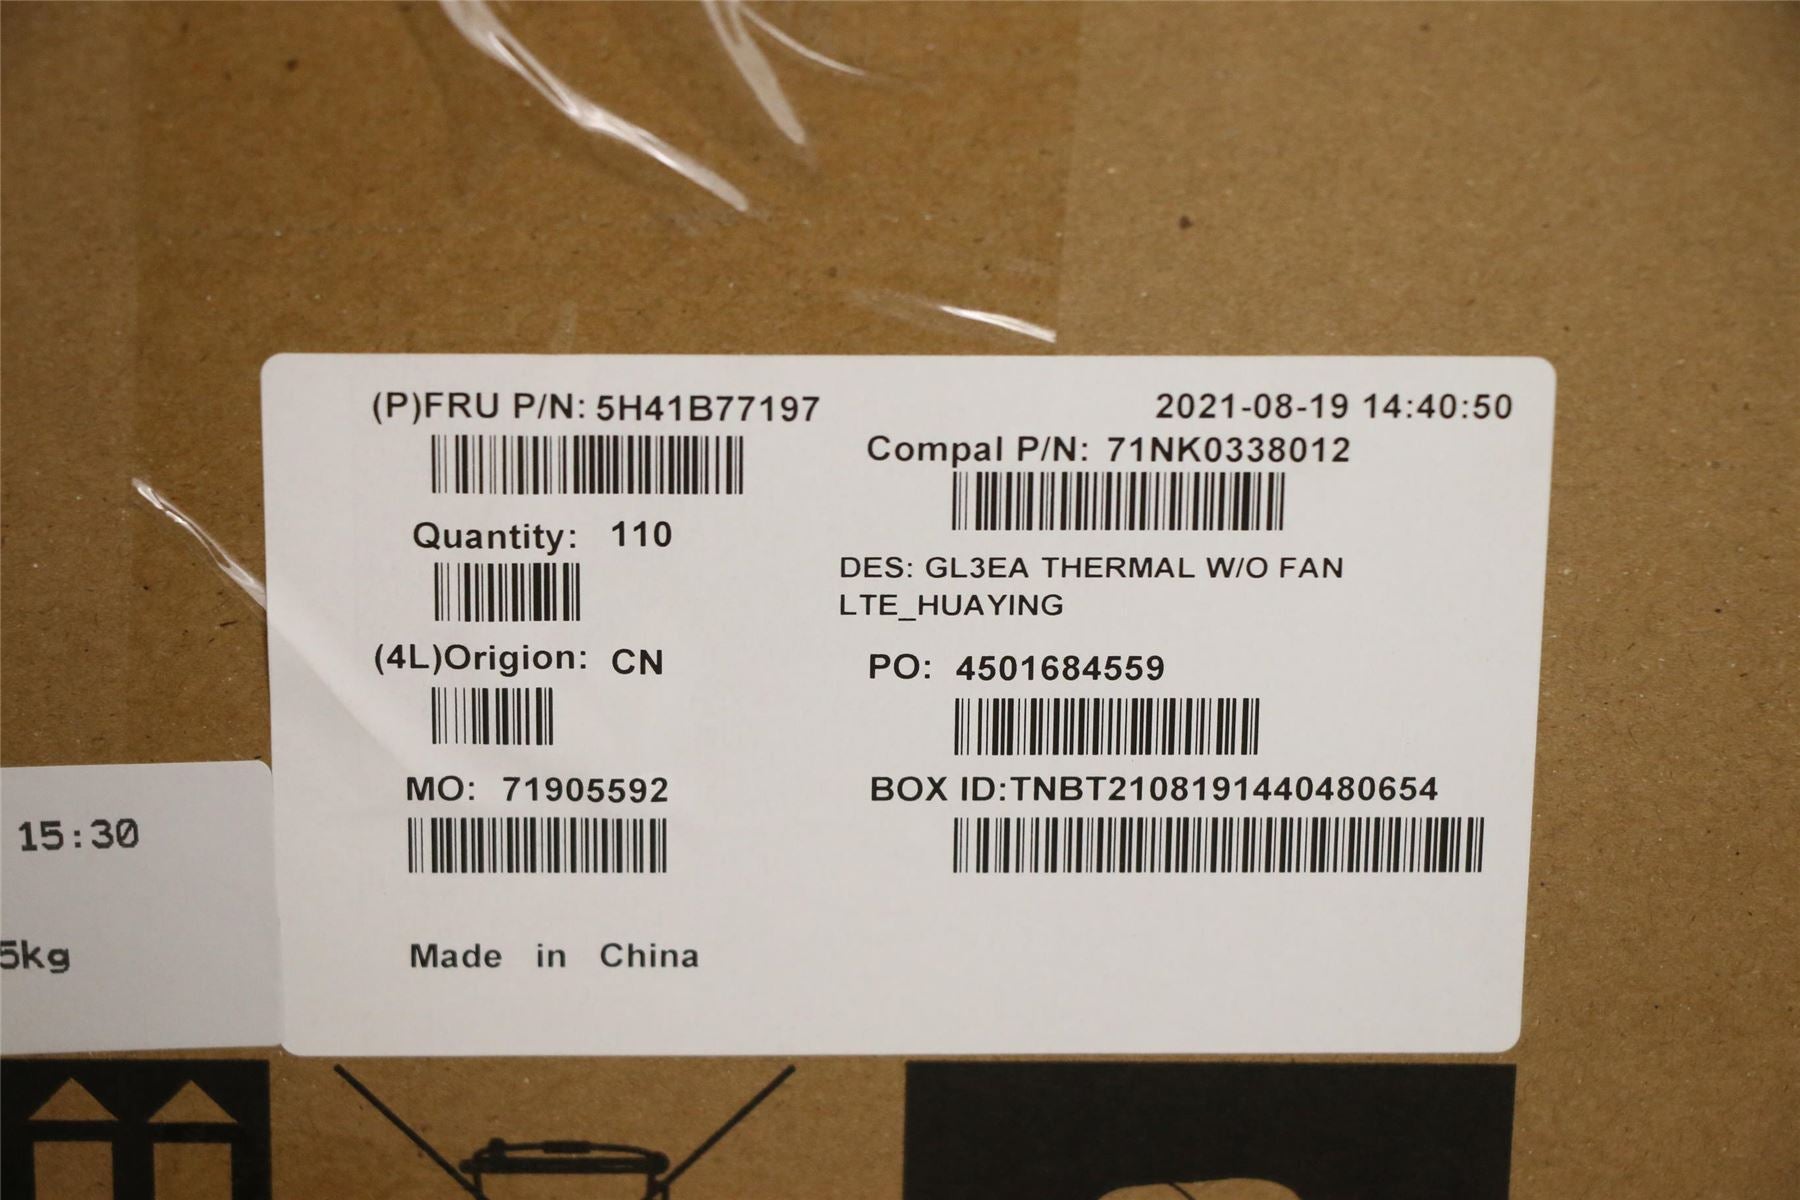 (P)FRU P/N: 5H41B77197
2021-08-19 14:40:50
Compal P/N: 71NK0338012
Quantity: 110
DES: GL3EA THERMAL W/O FAN
LTE_HUAYING
(4L)Origion: CN
PO: 4501684559
MO: 71905592
BOX ID:TNBT2108191440480654
Made in China
15:30
5kg